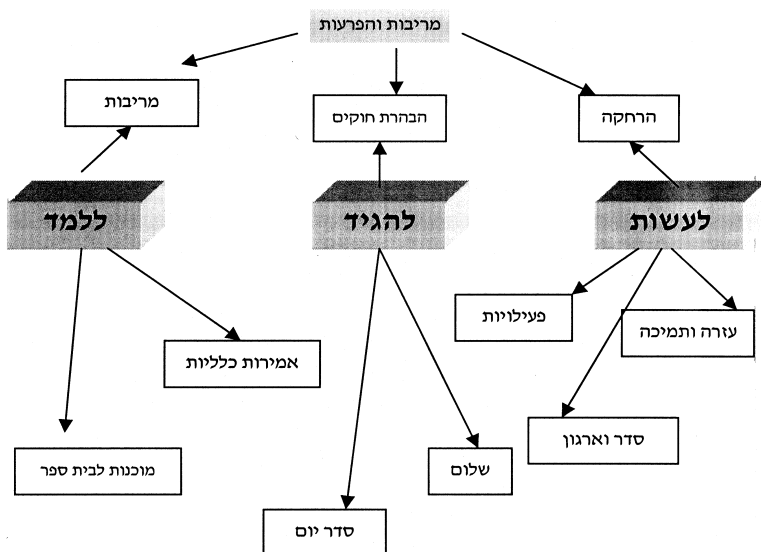 מריבות והפרעות
הרחקה
הבהרת חוקים
מריבות
לעשות
להגיד
ללמד
פעילויות
עזרה ותמיכה
אמירות כלליות
סדר וארגון
שלום
מוכנות לבית ספר
סדר יום